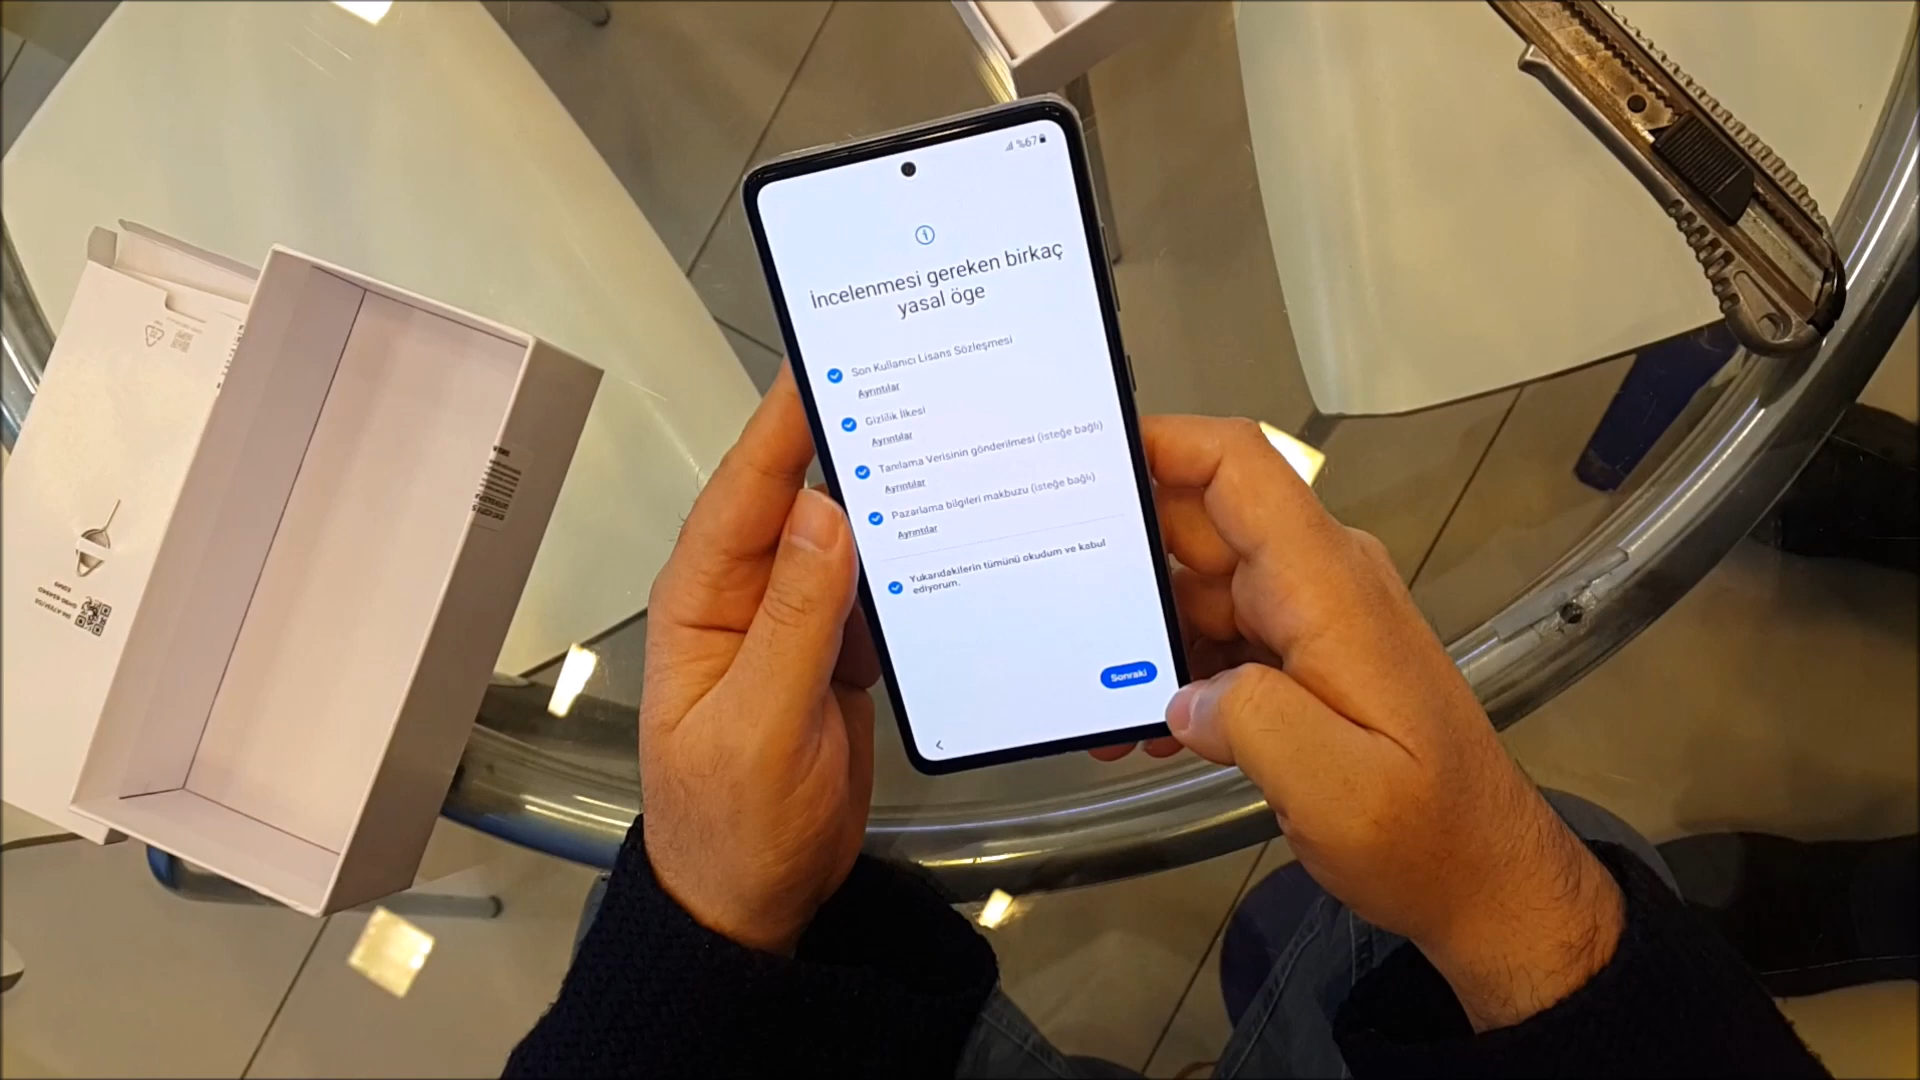 %67
İncelenmesi gereken birkaç
yasal öge
Son Kullanıcı Lisans Sözleşmesi
Ayrıntılar
Gizlilik İlkesi
Ayrıntılar
Tanılama Verisinin gönderilmesi (isteğe bağlı)
Ayrıntılar
Pazarlama bilgileri makbuzu (isteğe bağlı)
Ayrıntılar
Yukarıdakilerin tümünü okudum ve kabul
ediyorum.
Sonraki